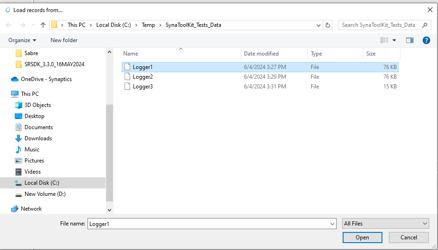 Load records from...
This PC > Local Disk (C:) > Temp > SynaToolKit_Tests_Data
Search SynaToolKit_Tests_Data
Organize New folder
Name Date modified Type Size
Sabre
SRSDK_3.3.0_16MAY2024
OneDrive - Synaptics
This PC
3D Objects
Desktop
Documents
Downloads
Music
Pictures
Videos
Local Disk (C:)
New Volume (D:)
Network
Logger1 6/4/2024 3:27 PM File 76 KB
Logger2 6/4/2024 3:29 PM File 76 KB
Logger3 6/4/2024 3:31 PM File 15 KB
File name: Logger1 All Files
Open Cancel